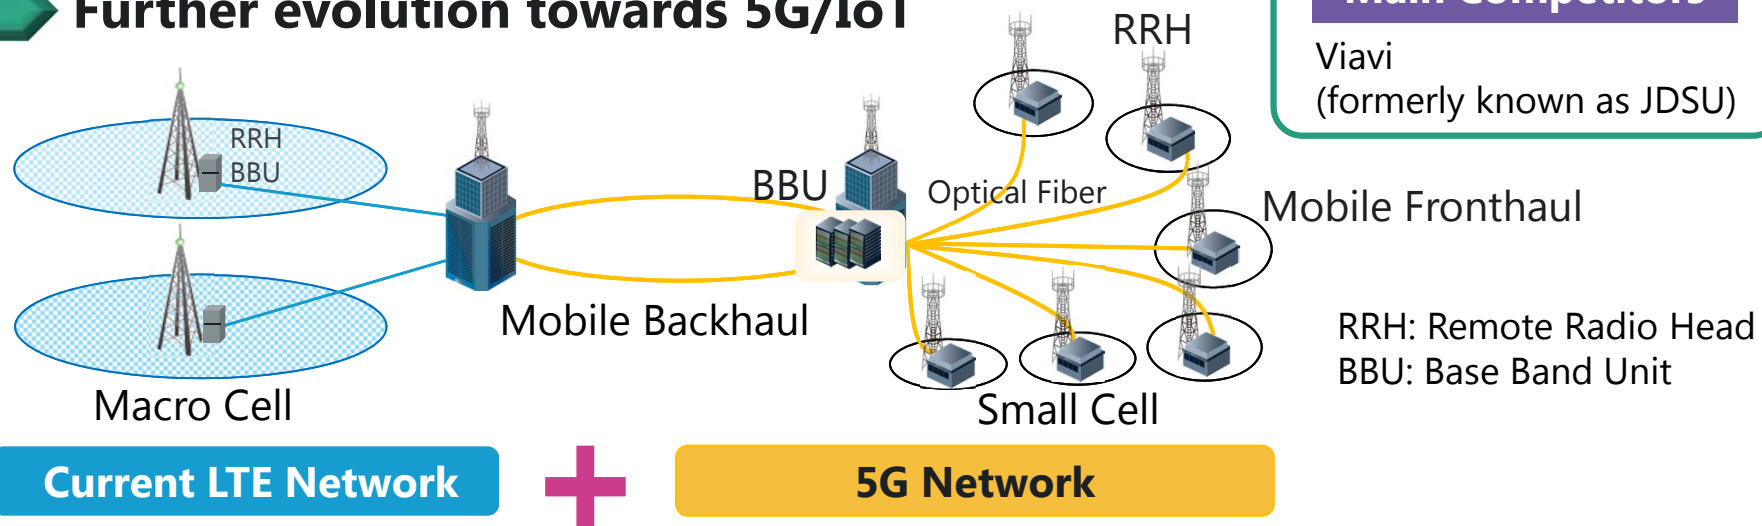 Further evolution towards 5G/IoT
Main Competitors
Viavi
(formerly known as JDSU)
RRH
RRH
BBU
BBU
Optical Fiber
Mobile Fronthaul
Mobile Backhaul
RRH: Remote Radio Head
BBU: Base Band Unit
Macro Cell
Small Cell
Current LTE Network
5G Network